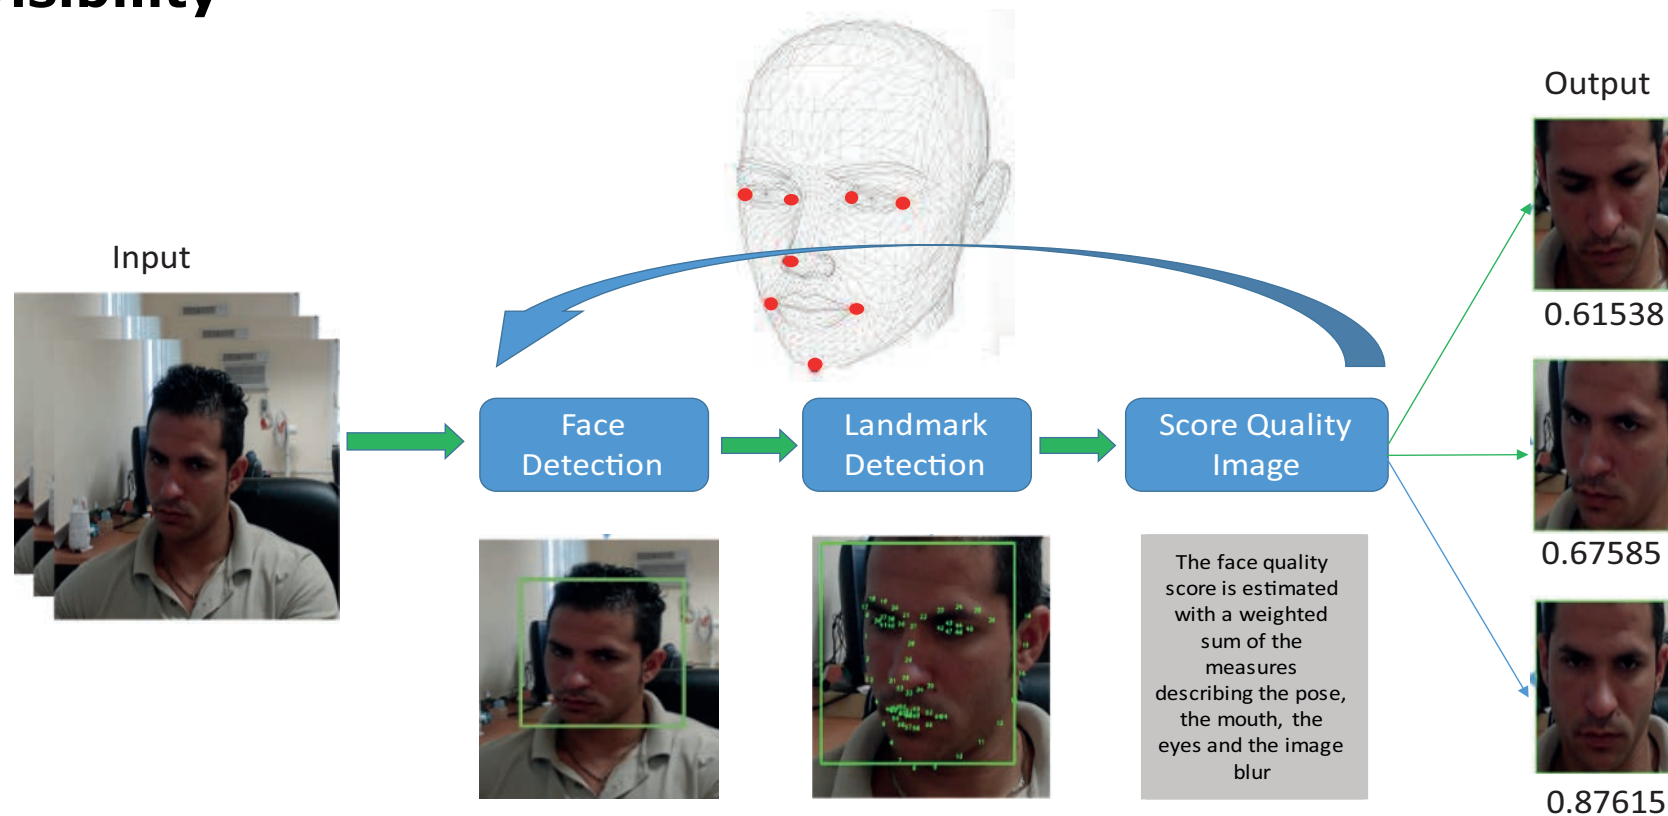 Output
Input
0.61538
Face
Detection
Landmark
Detection
Score Quality
Image
0.67585
The face quality
score is estimated
with a weighted
sum of the
measures
describing the pose,
the mouth, the
eyes and the image
blur
0.87615